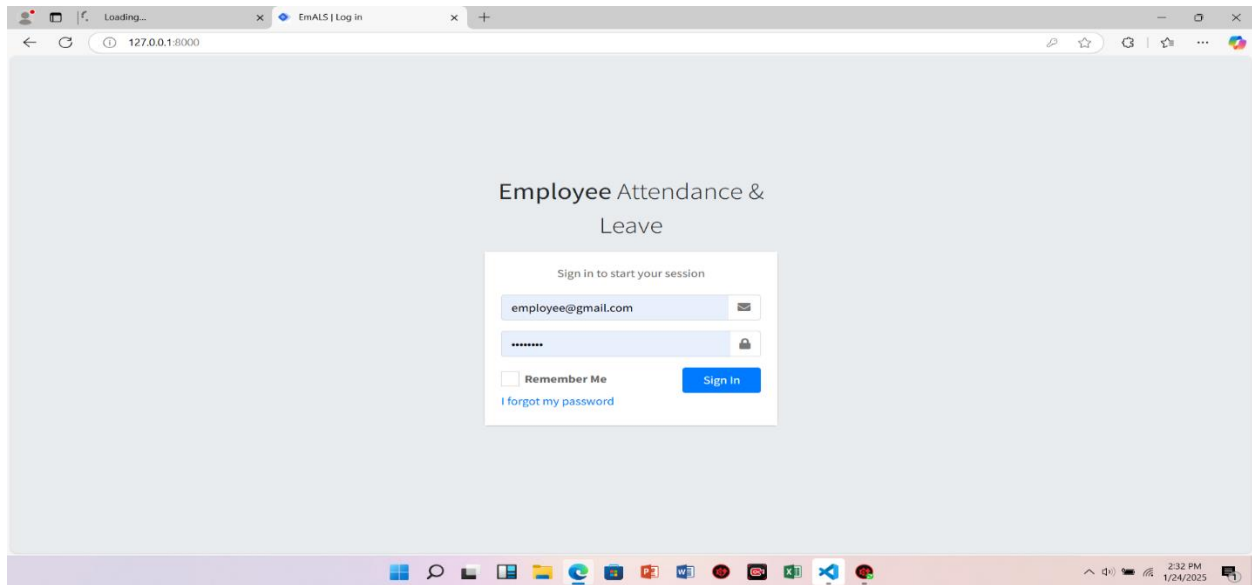 Loading...
EmALS | Log in
127.0.0.1:8000
Employee Attendance &
Leave
Sign in to start your session
employee@gmail.com
••••••••
Remember Me
Sign In
I forgot my password
2:32 PM
1/24/2025